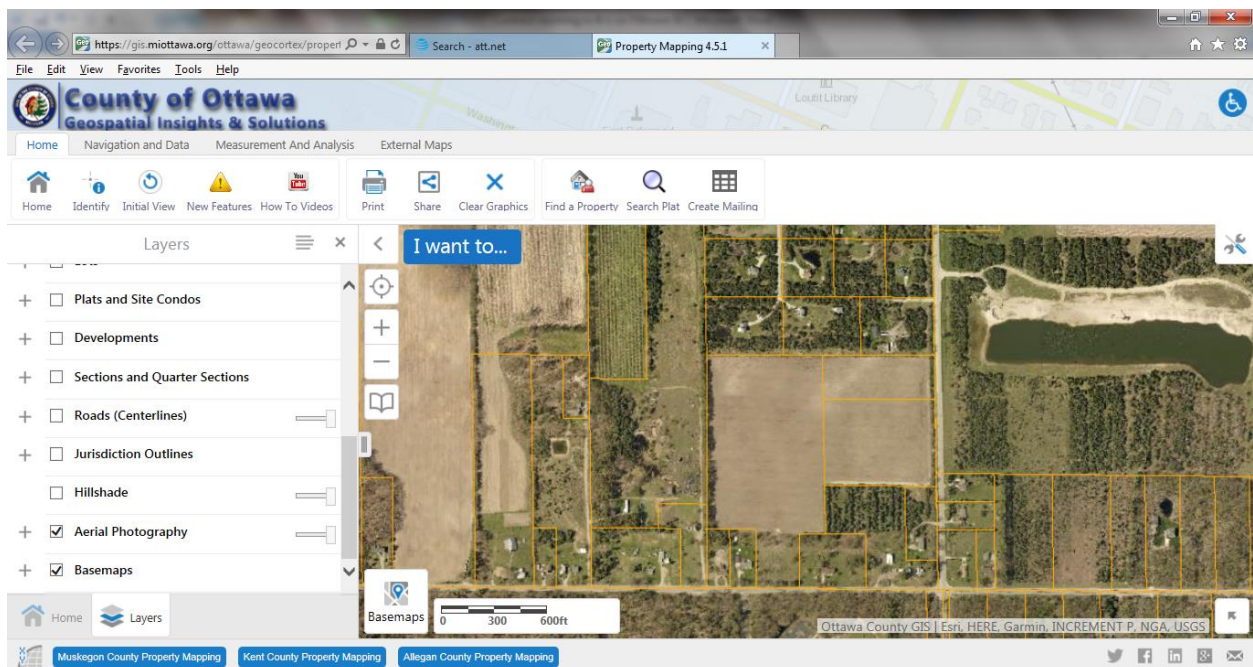 https://gis.miottawa.org/ottawa/geocortex/propert
Search - att.net
Property Mapping 4.5.1
File Edit View Favorites Tools Help
County of Ottawa
Geospatial Insights & Solutions
Loutit Library
Home Navigation and Data Measurement And Analysis External Maps
Home Identify Initial View New Features How To Videos Print Share Clear Graphics Find a Property Search Plat Create Mailing
Layers
I want to...
Plats and Site Condos
Developments
Sections and Quarter Sections
Roads (Centerlines)
Jurisdiction Outlines
Hillshade
Aerial Photography
Basemaps
Home Layers
Basemaps
0 300 600ft
Ottawa County GIS | Esri, HERE, Garmin, INCREMENT P, NGA, USGS
Muskegon County Property Mapping Kent County Property Mapping Allegan County Property Mapping